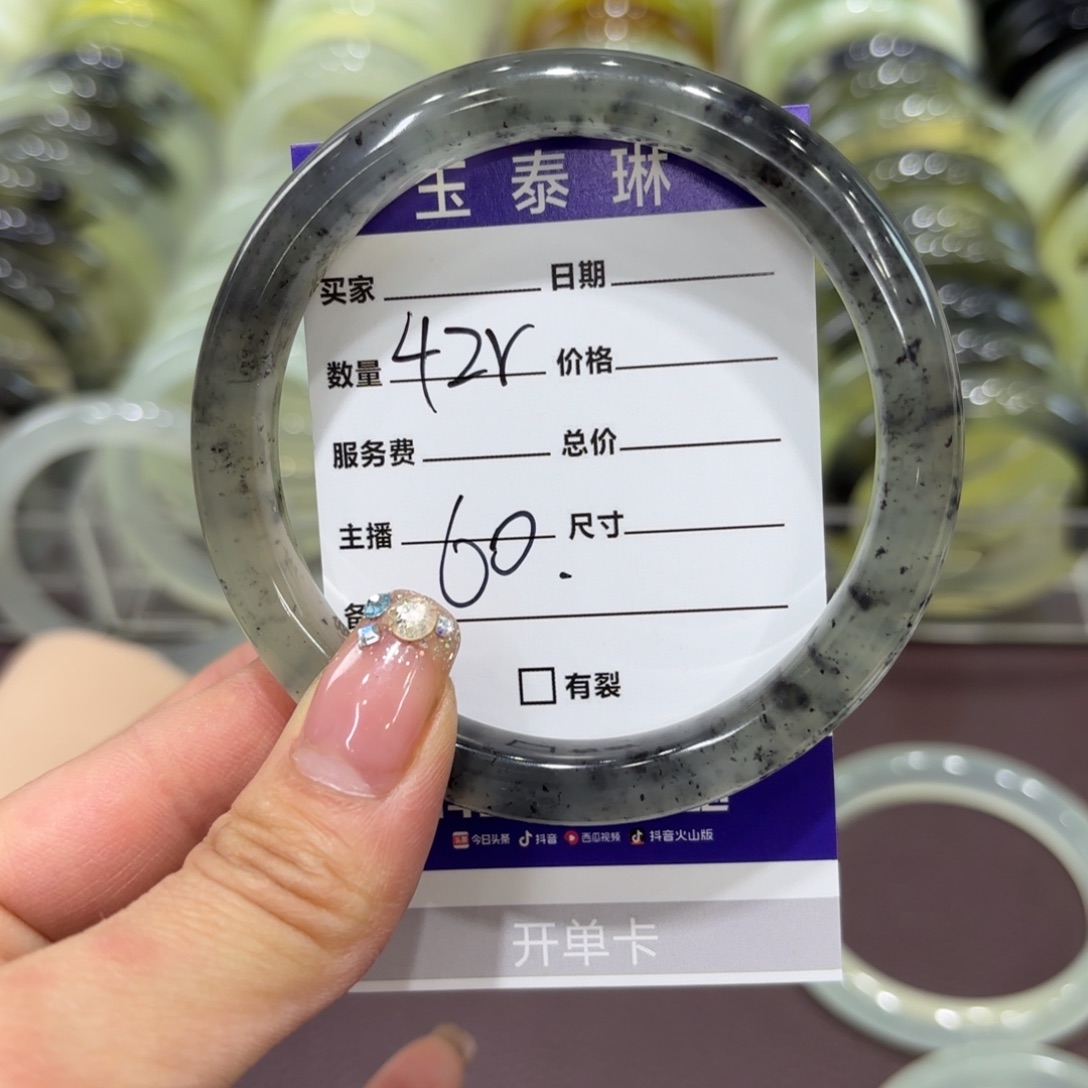 玉泰琳
买家 日期
数量 42r 价格
服务费 总价
主播 60. 尺寸
备
有裂
今日头条 抖音 西瓜视频 抖音火山版
开单卡